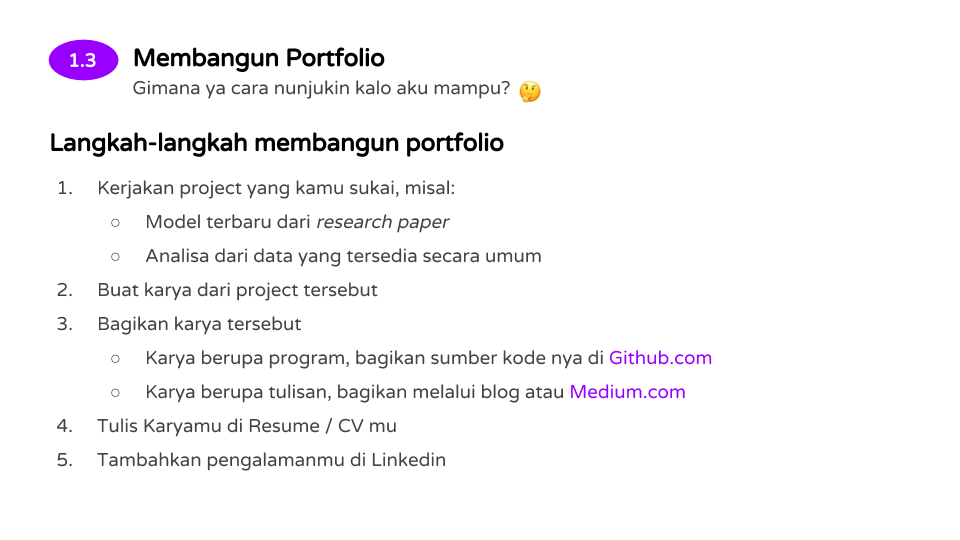 1.3
Membangun Portfolio
Gimana ya cara nunjukin kalo aku mampu? 🤔
Langkah-langkah membangun portfolio
1. Kerjakan project yang kamu sukai, misal:
○ Model terbaru dari research paper
○ Analisa dari data yang tersedia secara umum
2. Buat karya dari project tersebut
3. Bagikan karya tersebut
○ Karya berupa program, bagikan sumber kode nya di Github.com
○ Karya berupa tulisan, bagikan melalui blog atau Medium.com
4. Tulis Karyamu di Resume / CV mu
5. Tambahkan pengalamanmu di Linkedin